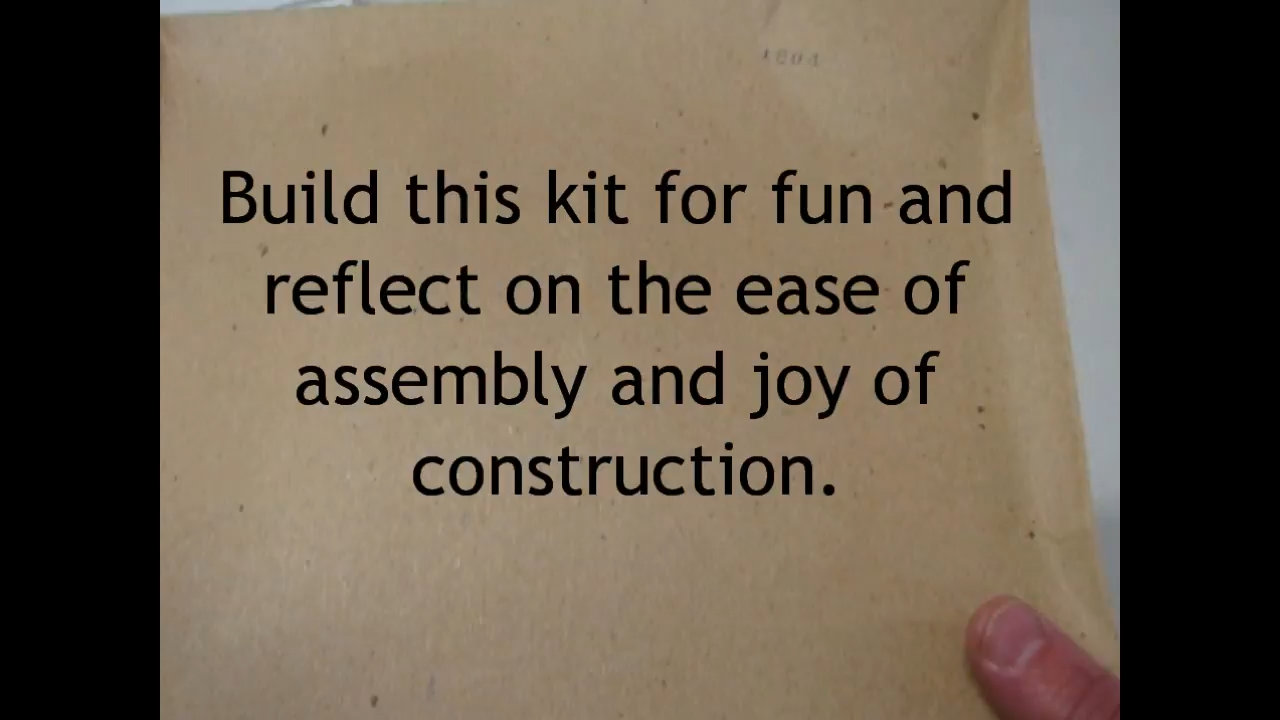 Build this kit for fun and
reflect on the ease of
assembly and joy of
construction.